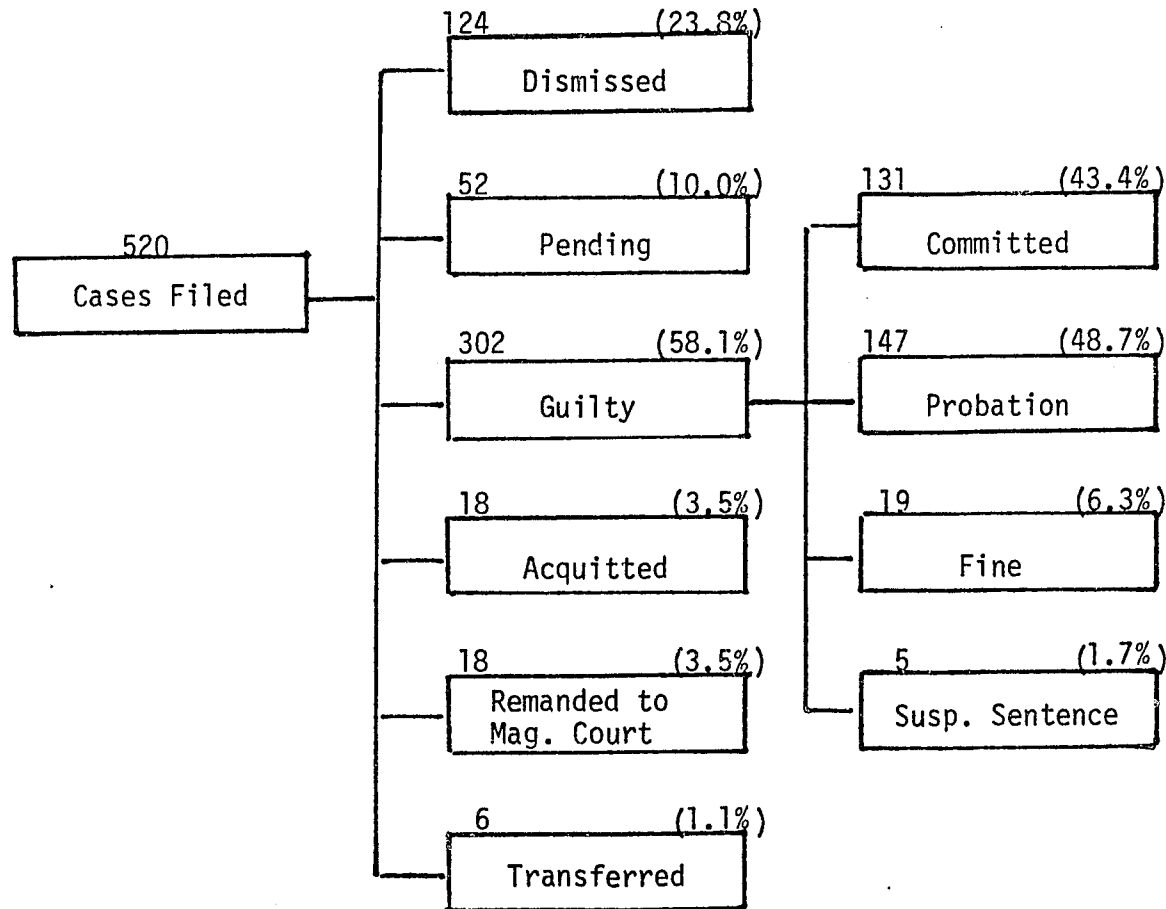 520
Cases Filed
124 (23.8%)
Dismissed
52 (10.0%)
Pending
302 (58.1%)
Guilty
18 (3.5%)
Acquitted
18 (3.5%)
Remanded to
Mag. Court
6 (1.1%)
Transferred
131 (43.4%)
Committed
147 (48.7%)
Probation
19 (6.3%)
Fine
5 (1.7%)
Susp. Sentence